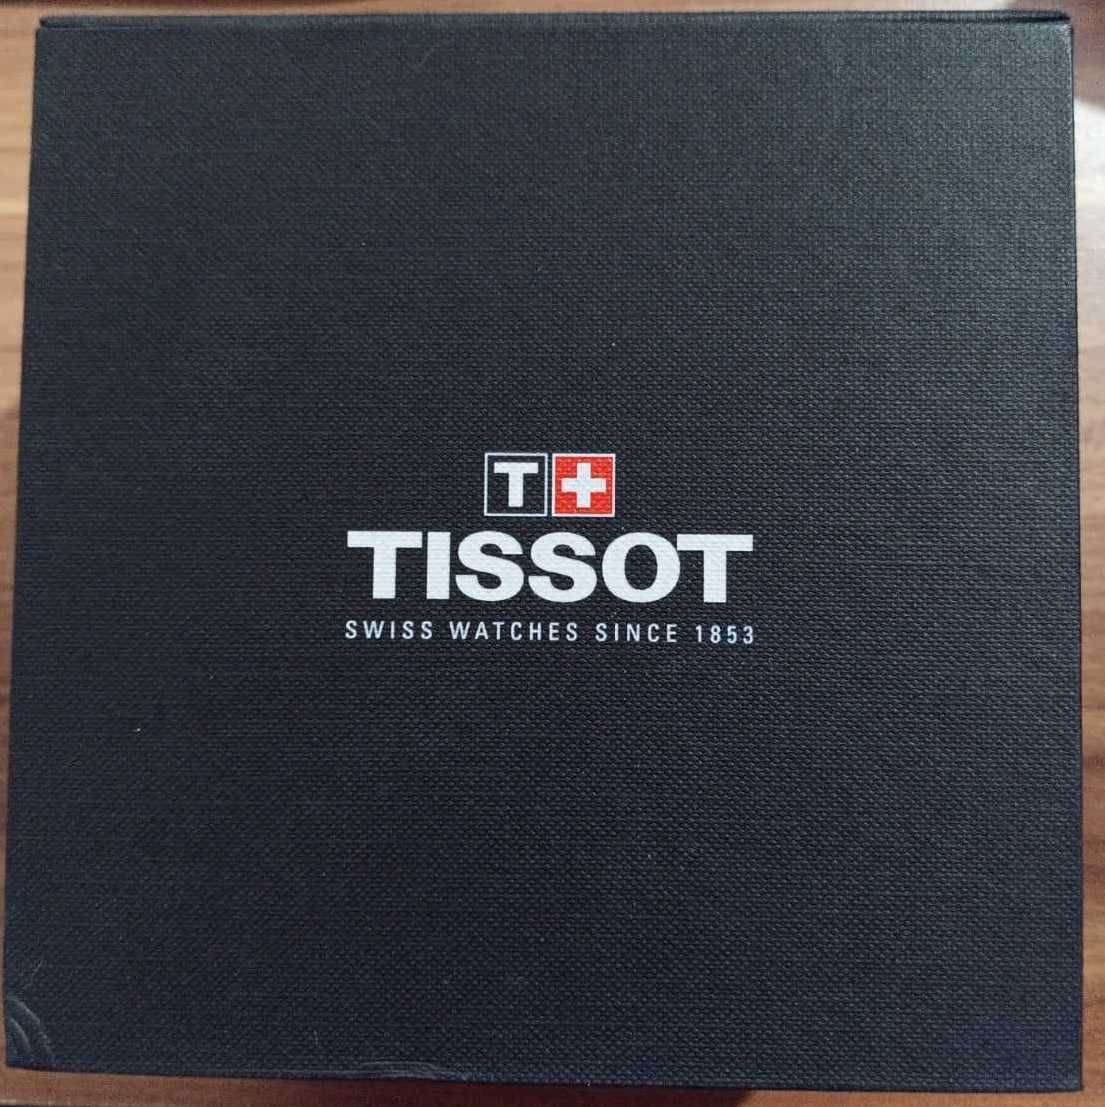 T+
TISSOT
SWISS WATCHES SINCE 1853